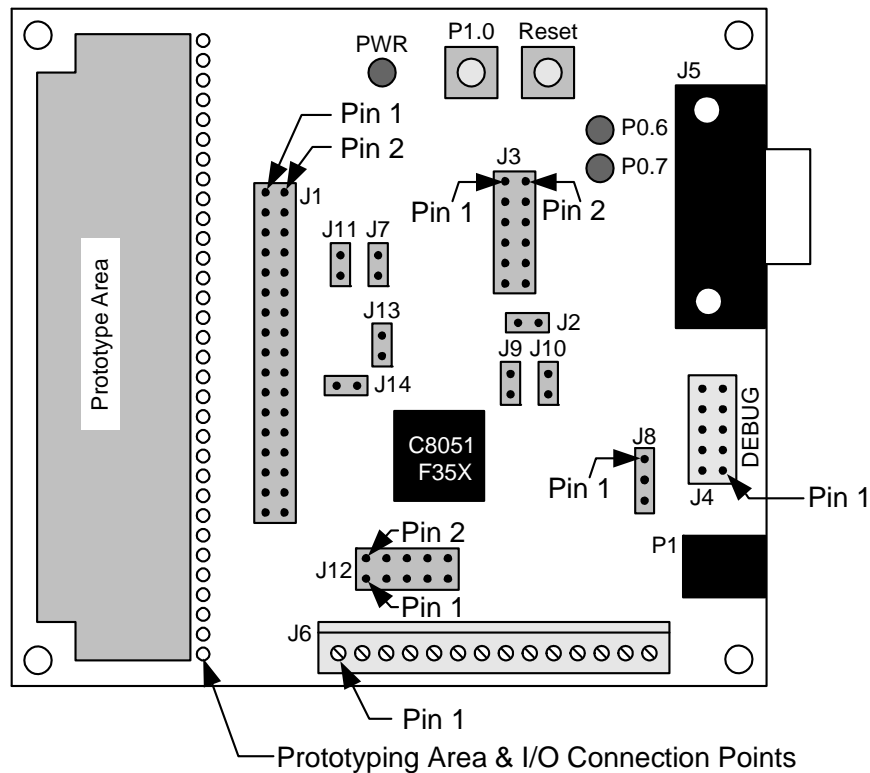 PWR
P1.0
Reset
J5
Pin 1
Pin 2
P0.6
P0.7
J3
Pin 1
Pin 2
J1
J11
J7
J2
J13
J9
J10
J14
Prototype Area
C8051
F35X
J8
Pin 1
DEBUG
J4
Pin 1
P1
Pin 2
J12
Pin 1
J6
Pin 1
Prototyping Area & I/O Connection Points